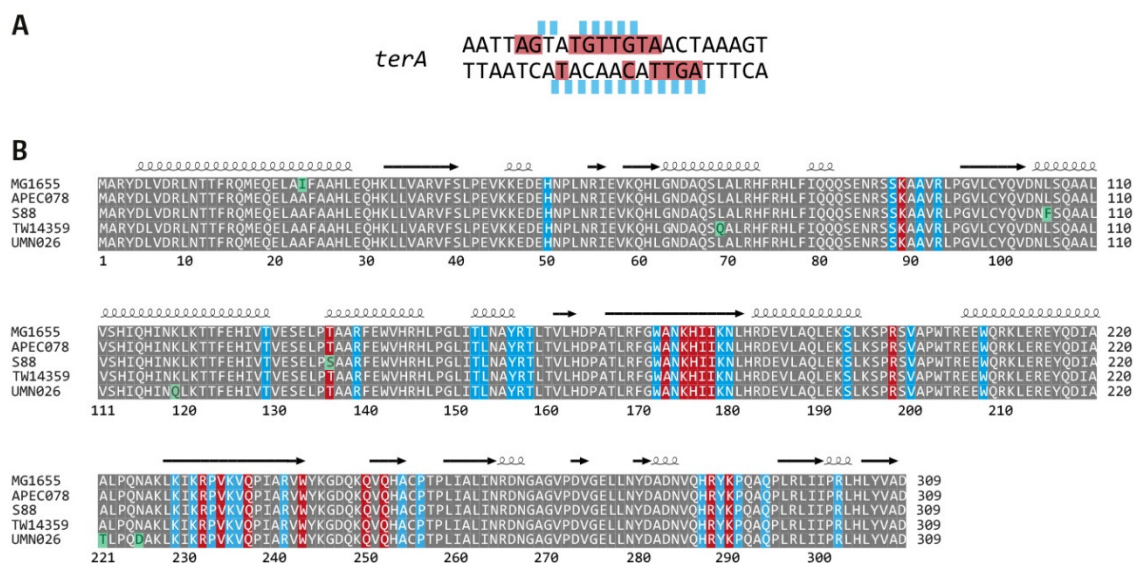 A
terA
AATTAGTATGTTGTAACTAAAGT
TTAATCATACAACATTGATTTCA
B
MG1655 MARYDLVDRLNTTFRQMEQELAIFAAHLEQHKLLVARVFSLPEVKKEDEHNPLNRIEVKQHLGNDAQSLALRHFRHLFIQQQSENRSSKAAVRLPGVLCYQVDNLSQAAL 110
APEC078 MARYDLVDRLNTTFRQMEQELAAFAAHLEQHKLLVARVFSLPEVKKEDEHNPLNRIEVKQHLGNDAQSLALRHFRHLFIQQQSENRSSKAAVRLPGVLCYQVDNLSQAAL 110
S88 MARYDLVDRLNTTFRQMEQELAAFAAHLEQHKLLVARVFSLPEVKKEDEHNPLNRIEVKQHLGNDAQSLALRHFRHLFIQQQSENRSSKAAVRLPGVLCYQVDNFSQAAL 110
TW14359 MARYDLVDRLNTTFRQMEQELAAFAAHLEQHKLLVARVFSLPEVKKEDEHNPLNRIEVKQHLGNDAQSQALRHFRHLFIQQQSENRSSKAAVRLPGVLCYQVDNLSQAAL 110
UMN026 MARYDLVDRLNTTFRQMEQELAAFAAHLEQHKLLVARVFSLPEVKKEDEHNPLNRIEVKQHLGNDAQSLALRHFRHLFIQQQSENRSSKAAVRLPGVLCYQVDNLSQAAL 110
1 10 20 30 40 50 60 70 80 90 100
MG1655 VSHIQHINKLKTTFEHIVTVESELPTAARFEWVHRHLPGLITLNAYRTLTVLHDPATLRFGWANKHIIKNLHRDEVLAQLEKSLKSPRSVAPWTREEWQRKLEREYQDIA 220
APEC078 VSHIQHINKLKTTFEHIVTVESELPTAARFEWVHRHLPGLITLNAYRTLTVLHDPATLRFGWANKHIIKNLHRDEVLAQLEKSLKSPRSVAPWTREEWQRKLEREYQDIA 220
S88 VSHIQHINKLKTTFEHIVTVESELPSAARFEWVHRHLPGLITLNAYRTLTVLHDPATLRFGWANKHIIKNLHRDEVLAQLEKSLKSPRSVAPWTREEWQRKLEREYQDIA 220
TW14359 VSHIQHINKLKTTFEHIVTVESELPTAARFEWVHRHLPGLITLNAYRTLTVLHDPATLRFGWANKHIIKNLHRDEVLAQLEKSLKSPRSVAPWTREEWQRKLEREYQDIA 220
UMN026 VSHIQHINQLKTTFEHIVTVESELPTAARFEWVHRHLPGLITLNAYRTLTVLHDPATLRFGWANKHIIKNLHRDEVLAQLEKSLKSPRSVAPWTREEWQRKLEREYQDIA 220
111 120 130 140 150 160 170 180 190 200 210
MG1655 ALPQNAKLKIKRPVKVQPIARVWYKGDQKQVQHACPTPLIALINRDNGAGVPDVGELLNYDADNVQHRYKPQAQPLRLIIPRLHLYVAD 309
APEC078 ALPQNAKLKIKRPVKVQPIARVWYKGDQKQVQHACPTPLIALINRDNGAGVPDVGELLNYDADNVQHRYKPQAQPLRLIIPRLHLYVAD 309
S88 ALPQNAKLKIKRPVKVQPIARVWYKGDQKQVQHACPTPLIALINRDNGAGVPDVGELLNYDADNVQHRYKPQAQPLRLIIPRLHLYVAD 309
TW14359 ALPQNAKLKIKRPVKVQPIARVWYKGDQKQVQHACPTPLIALINRDNGAGVPDVGELLNYDADNVQHRYKPQAQPLRLIIPRLHLYVAD 309
UMN026 TLPQDAKLKIKRPVKVQPIARVWYKGDQKQVQHACPTPLIALINRDNGAGVPDVGELLNYDADNVQHRYKPQAQPLRLIIPRLHLYVAD 309
221 230 240 250 260 270 280 290 300